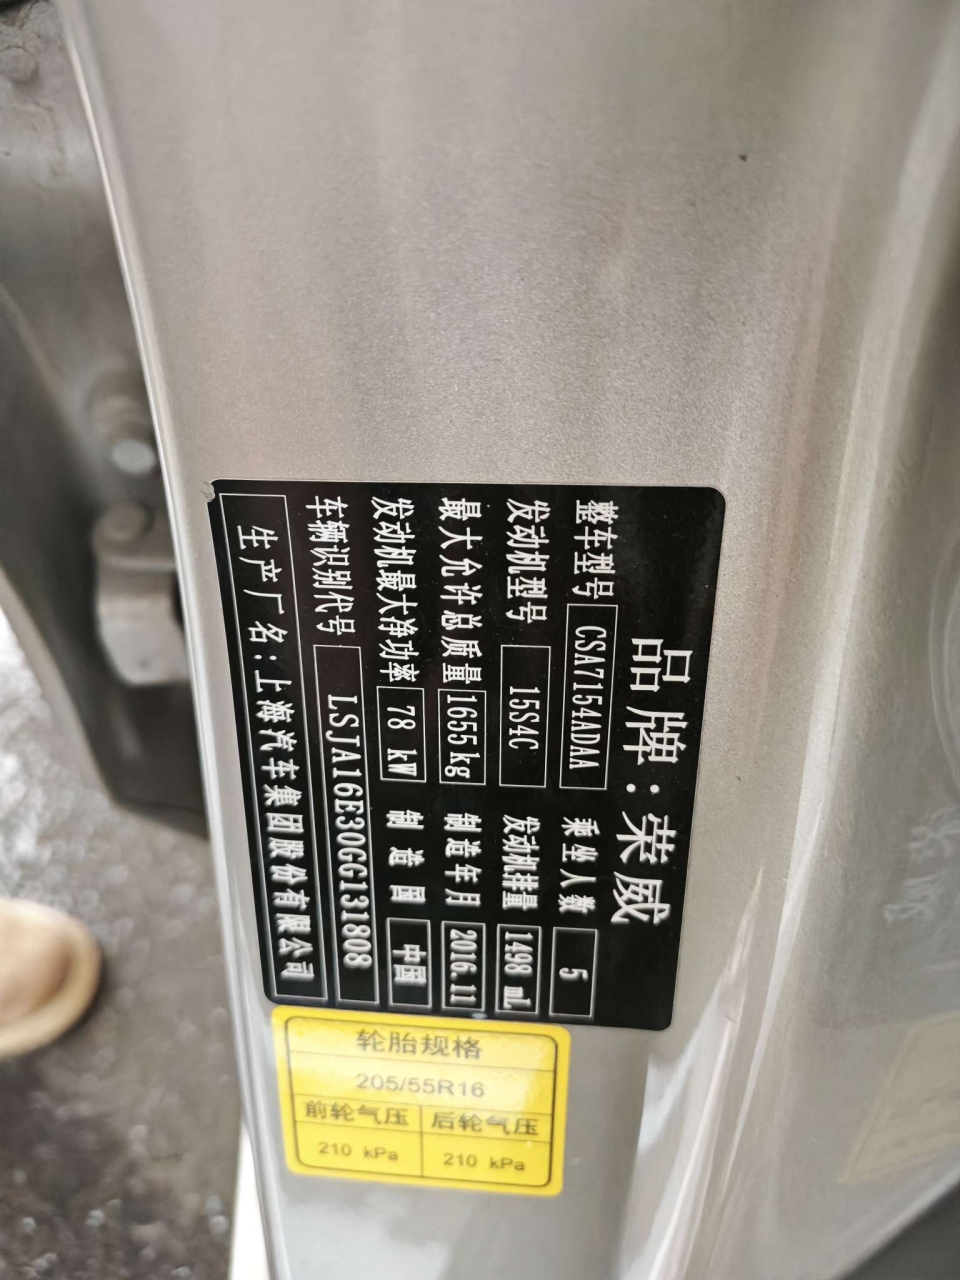 品牌:荣威
整车型号 CSA7154ADAA 乘坐人数 5
发动机型号 15S4C 发动机排量 1498 mL
最大允许总质量 1655kg 制造年月 2016.11
发动机最大净功率 78 kW 制造国 中国
车辆识别代号 LSJA16E30GG131808
生产厂名:上海汽车集团股份有限公司
轮胎规格
205/55R16
前轮气压 后轮气压
210 kPa 210 kPa